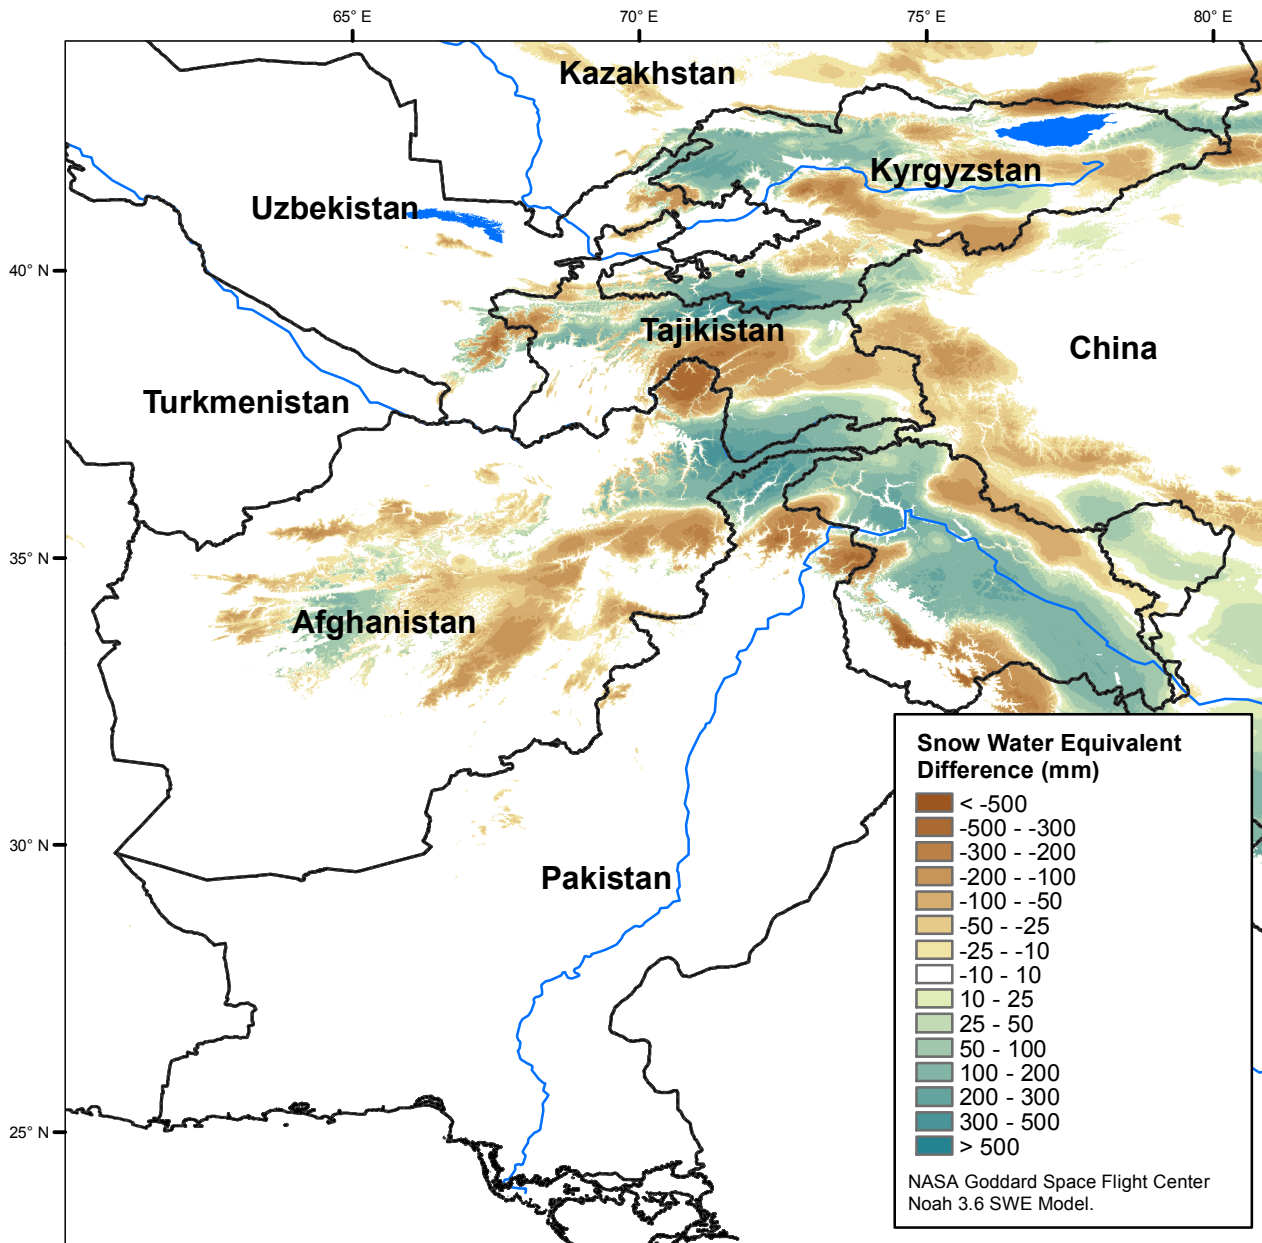 65° E
70° E
75° E
80° E
Kazakhstan
Kyrgyzstan
Uzbekistan
40° N
Tajikistan
China
Turkmenistan
35° N
Afghanistan
30° N
Pakistan
25° N
Snow Water Equivalent
Difference (mm)
< -500
-500 - -300
-300 - -200
-200 - -100
-100 - -50
-50 - -25
-25 - -10
-10 - 10
10 - 25
25 - 50
50 - 100
100 - 200
200 - 300
300 - 500
> 500
NASA Goddard Space Flight Center
Noah 3.6 SWE Model.